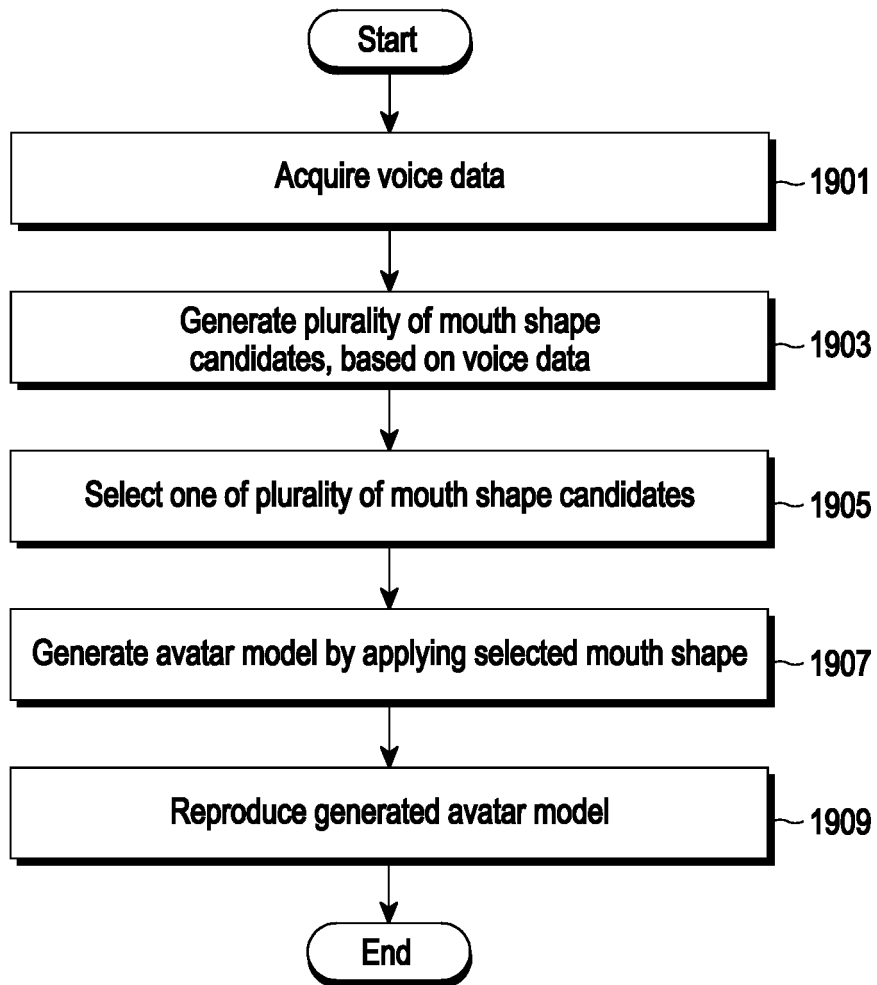 Start
Acquire voice data
1901
Generate plurality of mouth shape
candidates, based on voice data
1903
Select one of plurality of mouth shape candidates
1905
Generate avatar model by applying selected mouth shape
1907
Reproduce generated avatar model
1909
End